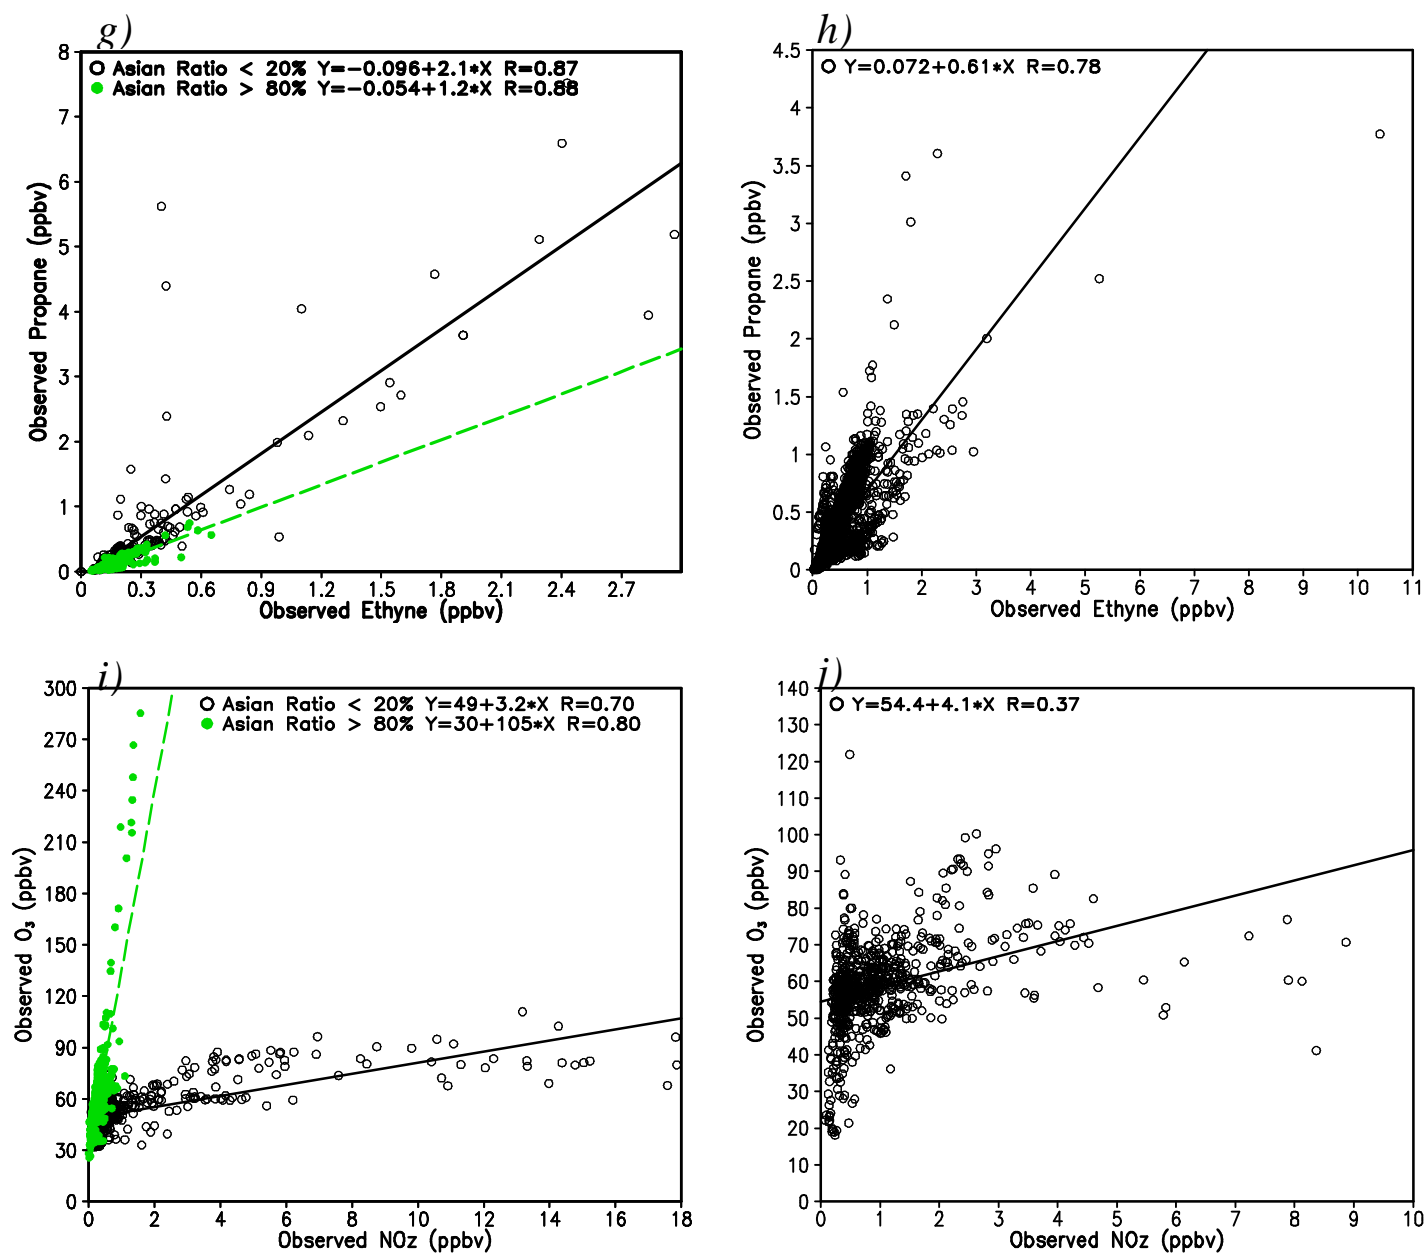 g)
8
7
6
5
4
3
2
1
0
Asian Ratio < 20% Y=−0.096+2.1*X R=0.87
Asian Ratio > 80% Y=−0.054+1.2*X R=0.88
Observed Propane (ppbv)
0 0.3 0.6 0.9 1.2 1.5 1.8 2.1 2.4 2.7
Observed Ethyne (ppbv)
h)
4.5
4
3.5
3
2.5
2
1.5
1
0.5
0
Y=0.072+0.61*X R=0.78
Observed Propane (ppbv)
0 1 2 3 4 5 6 7 8 9 10 11
Observed Ethyne (ppbv)
i)
300
270
240
210
180
150
120
90
60
30
0
Asian Ratio < 20% Y=49+3.2*X R=0.70
Asian Ratio > 80% Y=30+105*X R=0.80
Observed O₃ (ppbv)
0 2 4 6 8 10 12 14 16 18
Observed NOz (ppbv)
j)
140
130
120
110
100
90
80
70
60
50
40
30
20
10
0
Y=54.4+4.1*X R=0.37
Observed O₃ (ppbv)
0 1 2 3 4 5 6 7 8 9 10
Observed NOz (ppbv)